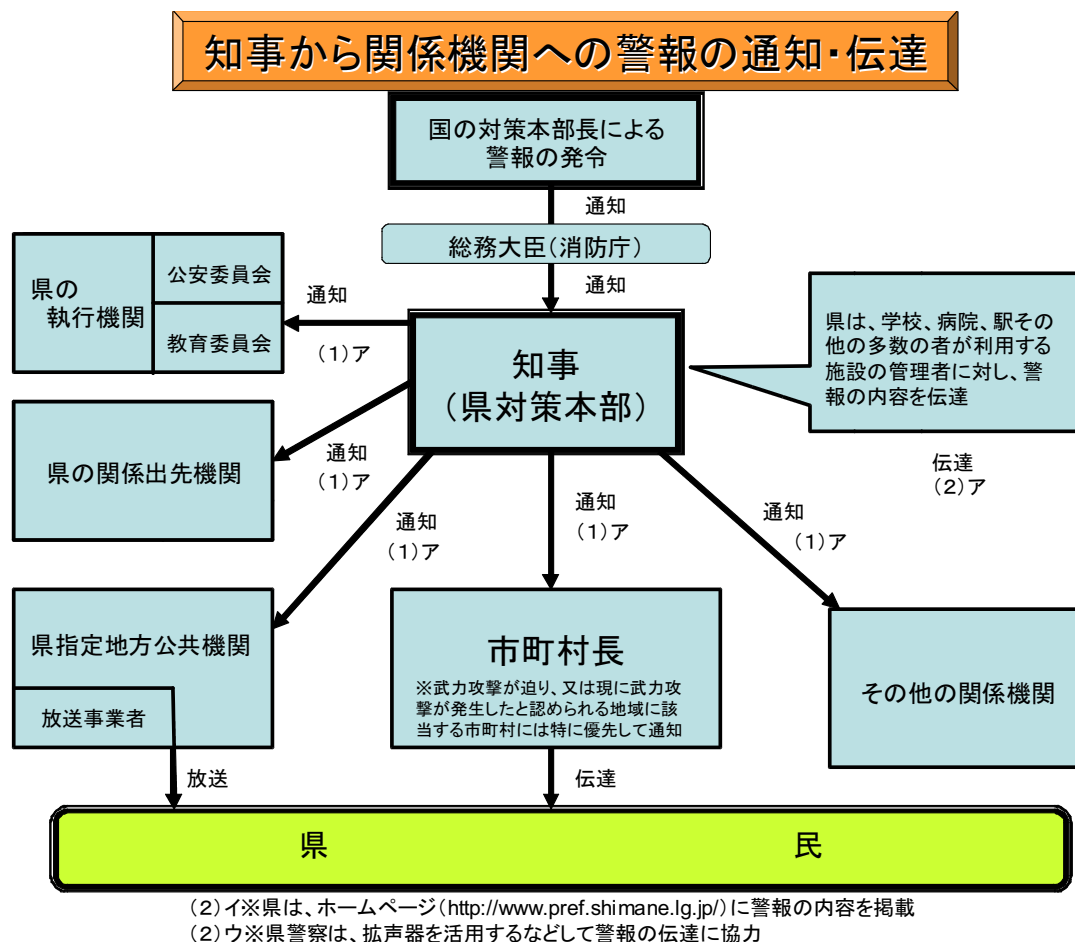 知事から関係機関への警報の通知・伝達
国の対策本部長による
警報の発令
通知
総務大臣(消防庁)
通知
県の
執行機関
公安委員会
教育委員会
通知
(1)ア
知事
(県対策本部)
県は、学校、病院、駅その
他の多数の者が利用する
施設の管理者に対し、警
報の内容を伝達
伝達
(2)ア
県の関係出先機関
通知
(1)ア
通知
(1)ア
通知
(1)ア
通知
(1)ア
県指定地方公共機関
放送事業者
市町村長
※武力攻撃が迫り、又は現に武力攻
撃が発生したと認められる地域に該
当する市町村には特に優先して通知
その他の関係機関
放送
伝達
県 民
(2)イ※県は、ホームページ(http://www.pref.shimane.lg.jp/)に警報の内容を掲載
(2)ウ※県警察は、拡声器を活用するなどして警報の伝達に協力